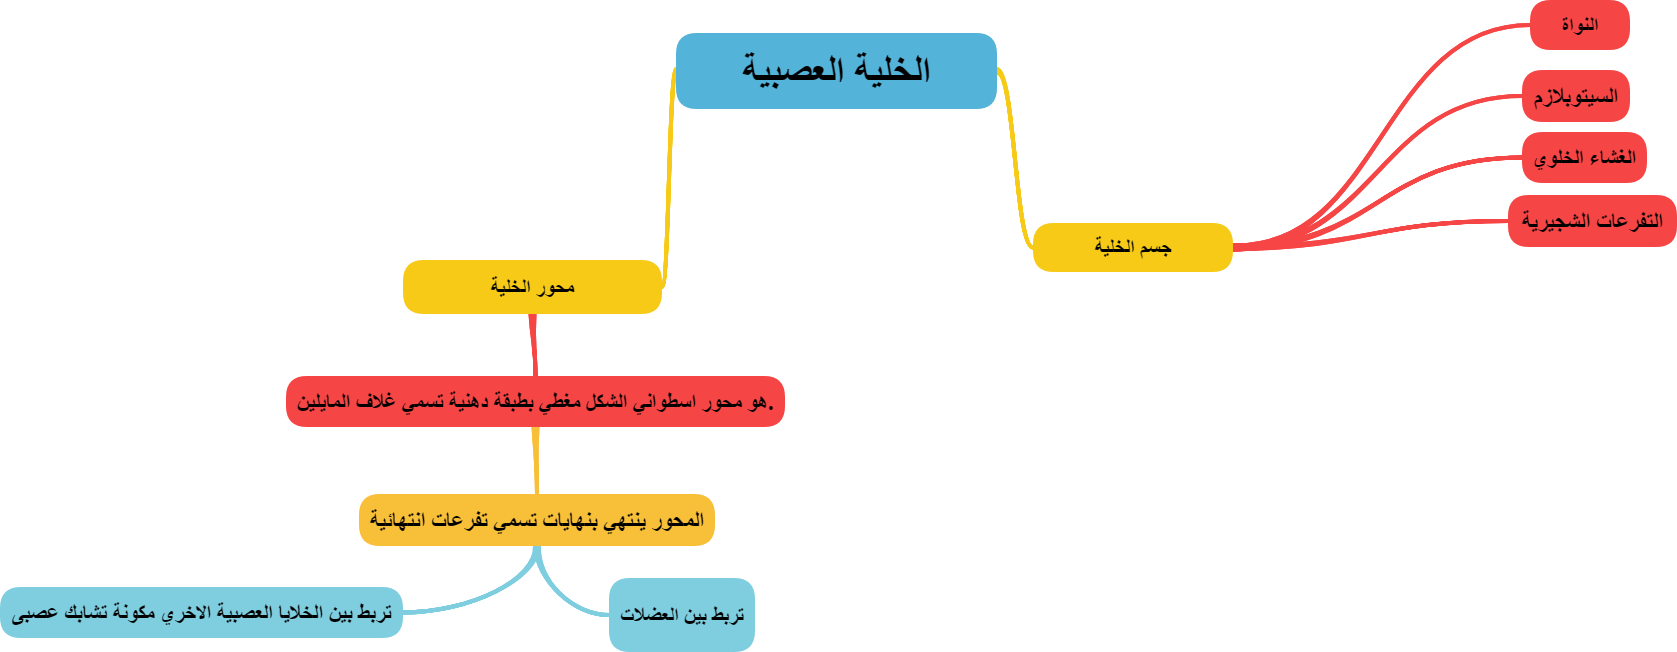 الخلية العصبية
جسم الخلية
النواة
السيتوبلازم
الغشاء الخلوي
التفرعات الشجيرية
محور الخلية
هو محور اسطواني الشكل مغطي بطبقة دهنية تسمي غلاف المايلين.
المحور ينتهي بنهايات تسمي تفرعات انتهائية
تربط بين العضلات
تربط بين الخلايا العصبية الاخري مكونة تشابك عصبى